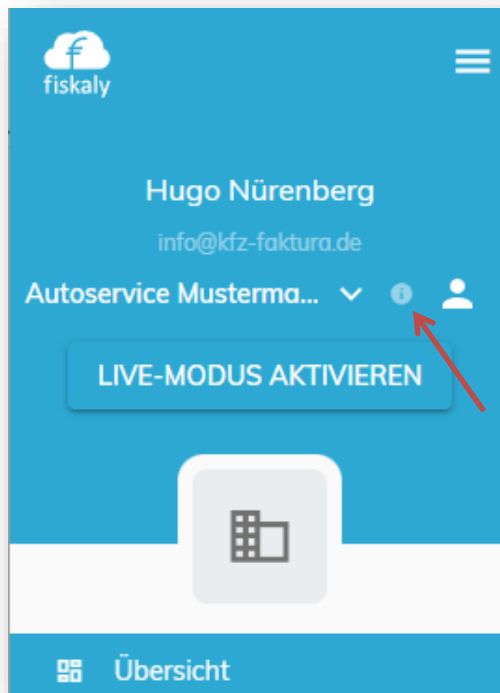 fiskaly
Hugo Nürenberg
info@kfz-faktura.de
Autoservice Musterma...
LIVE-MODUS AKTIVIEREN
Übersicht